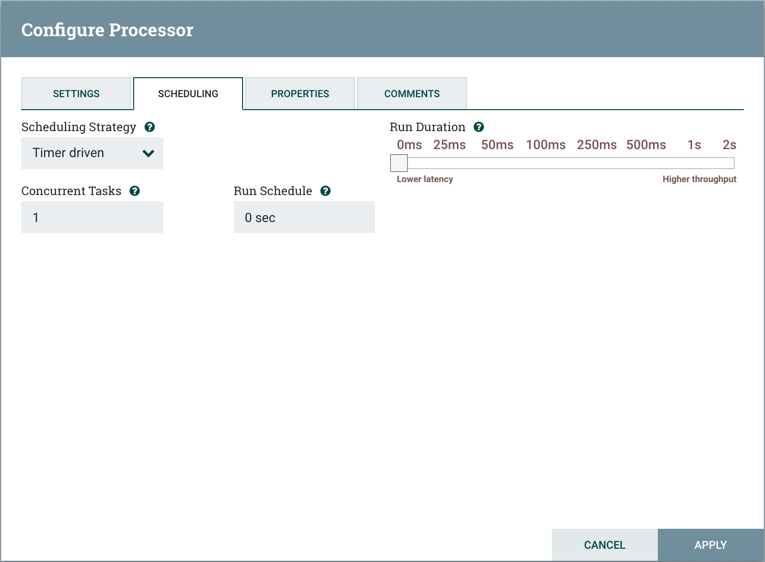 Configure Processor
SETTINGS
SCHEDULING
PROPERTIES
COMMENTS
Scheduling Strategy
Timer driven
Run Duration
0ms 25ms 50ms 100ms 250ms 500ms 1s 2s
Lower latency
Higher throughput
Concurrent Tasks
1
Run Schedule
0 sec
CANCEL
APPLY